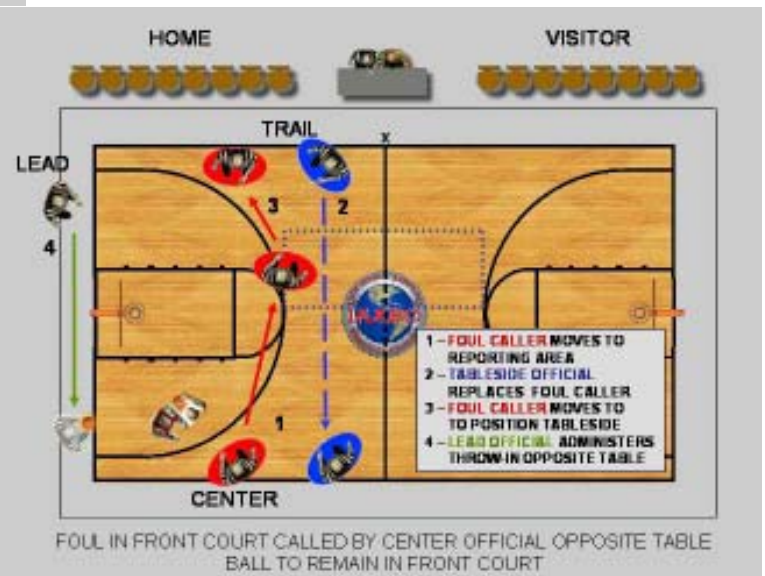 HOME
VISITOR
TRAIL
X
LEAD
3
2
4
IAABO
1 – FOUL CALLER MOVES TO
REPORTING AREA
2 – TABLESIDE OFFICIAL
REPLACES FOUL CALLER
3 – FOUL CALLER MOVES TO
TO POSITION TABLESIDE
4 – LEAD OFFICIAL ADMINISTERS
THROW-IN OPPOSITE TABLE
1
CENTER
FOUL IN FRONT COURT CALLED BY CENTER OFFICIAL OPPOSITE TABLE
BALL TO REMAIN IN FRONT COURT